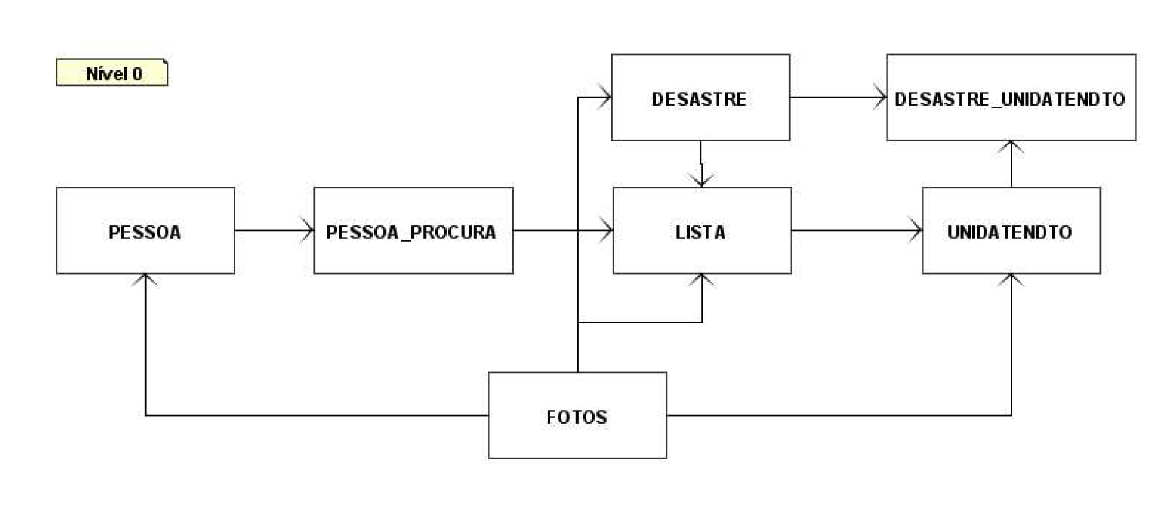 Nível 0
DESASTRE
DESASTRE_UNIDATENDTO
PESSOA
PESSOA_PROCURA
LISTA
UNIDATENDTO
FOTOS